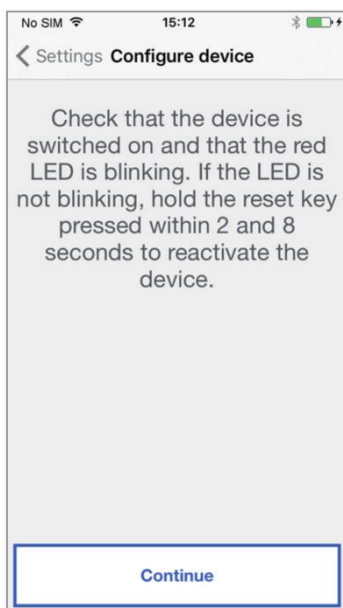 No SIM 15:12
Settings Configure device
Check that the device is
switched on and that the red
LED is blinking. If the LED is
not blinking, hold the reset key
pressed within 2 and 8
seconds to reactivate the
device.
Continue